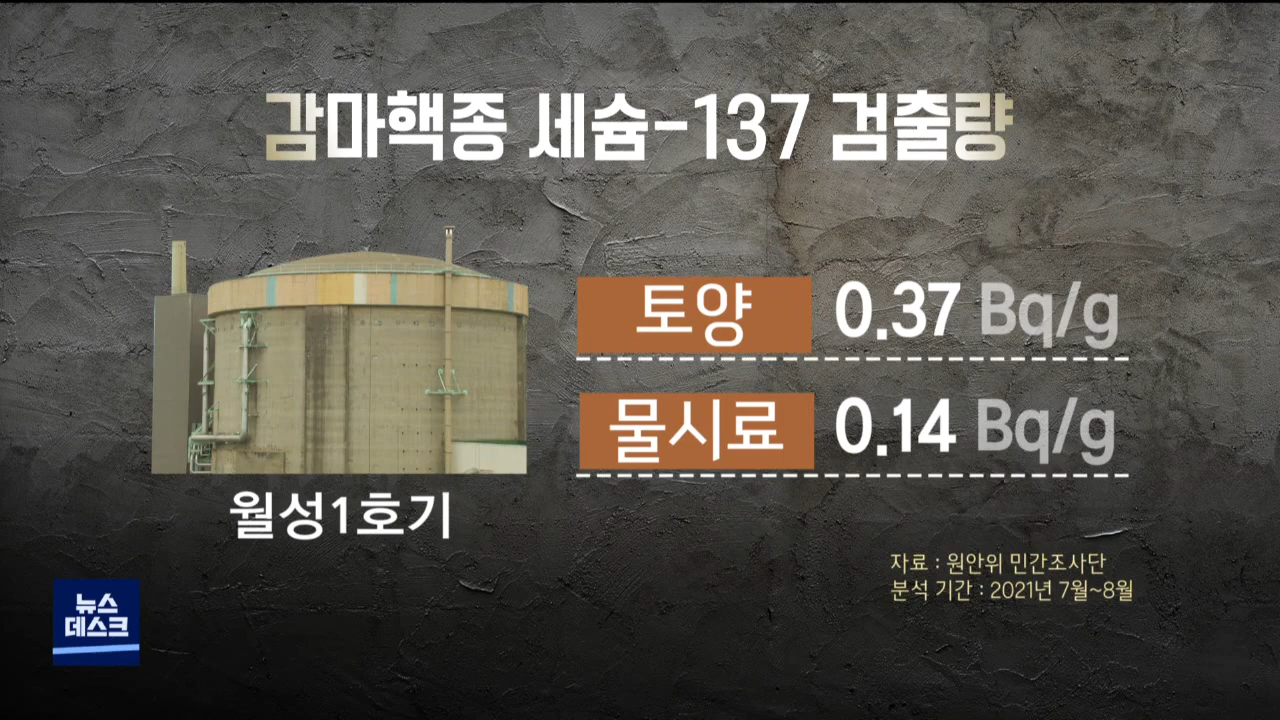 감마핵종 세슘-137 검출량
토양 0.37 Bq/g
물시료 0.14 Bq/g
월성1호기
자료 : 원안위 민간조사단
분석 기간 : 2021년 7월~8월
뉴스
데스크